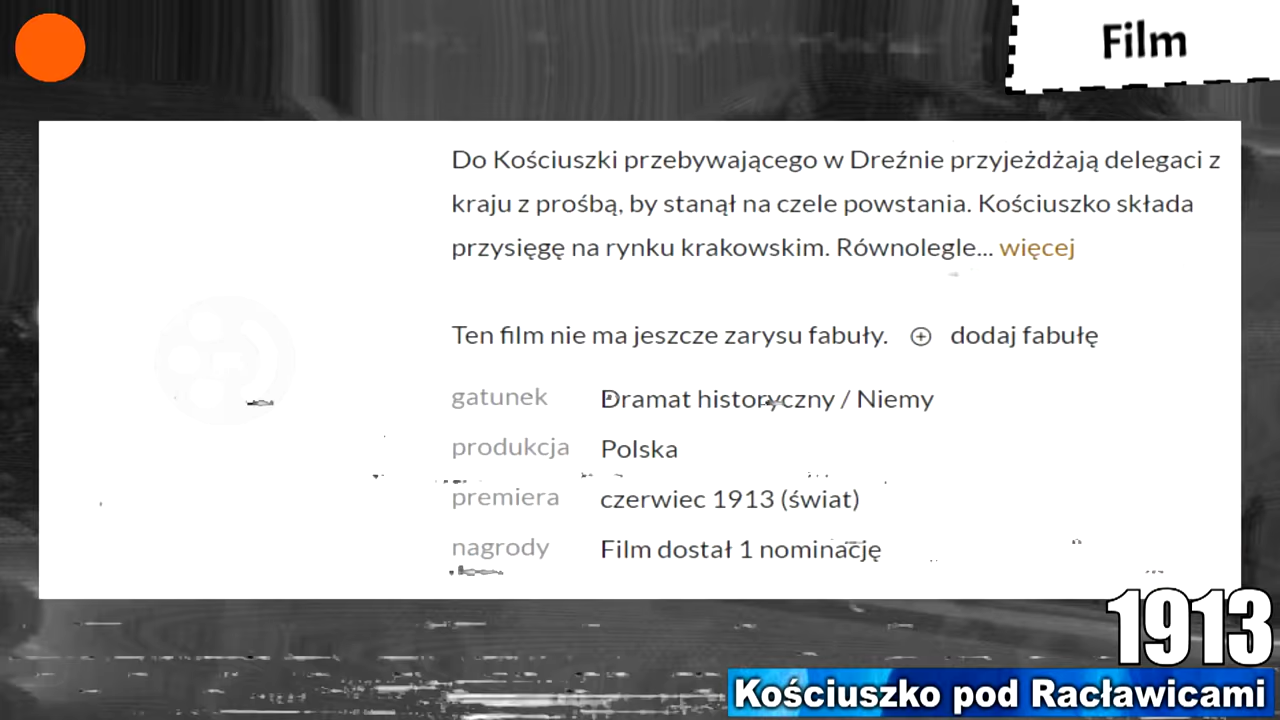 Film
Do Kościuszki przebywającego w Dreźnie przyjeżdżają delegaci z
kraju z prośbą, by stanął na czele powstania. Kościuszko składa
przysięgę na rynku krakowskim. Równolegle... więcej
Ten film nie ma jeszcze zarysu fabuły. dodaj fabułę
gatunek Dramat historyczny / Niemy
produkcja Polska
premiera czerwiec 1913 (świat)
nagrody Film dostał 1 nominację
1913
Kościuszko pod Racławicami